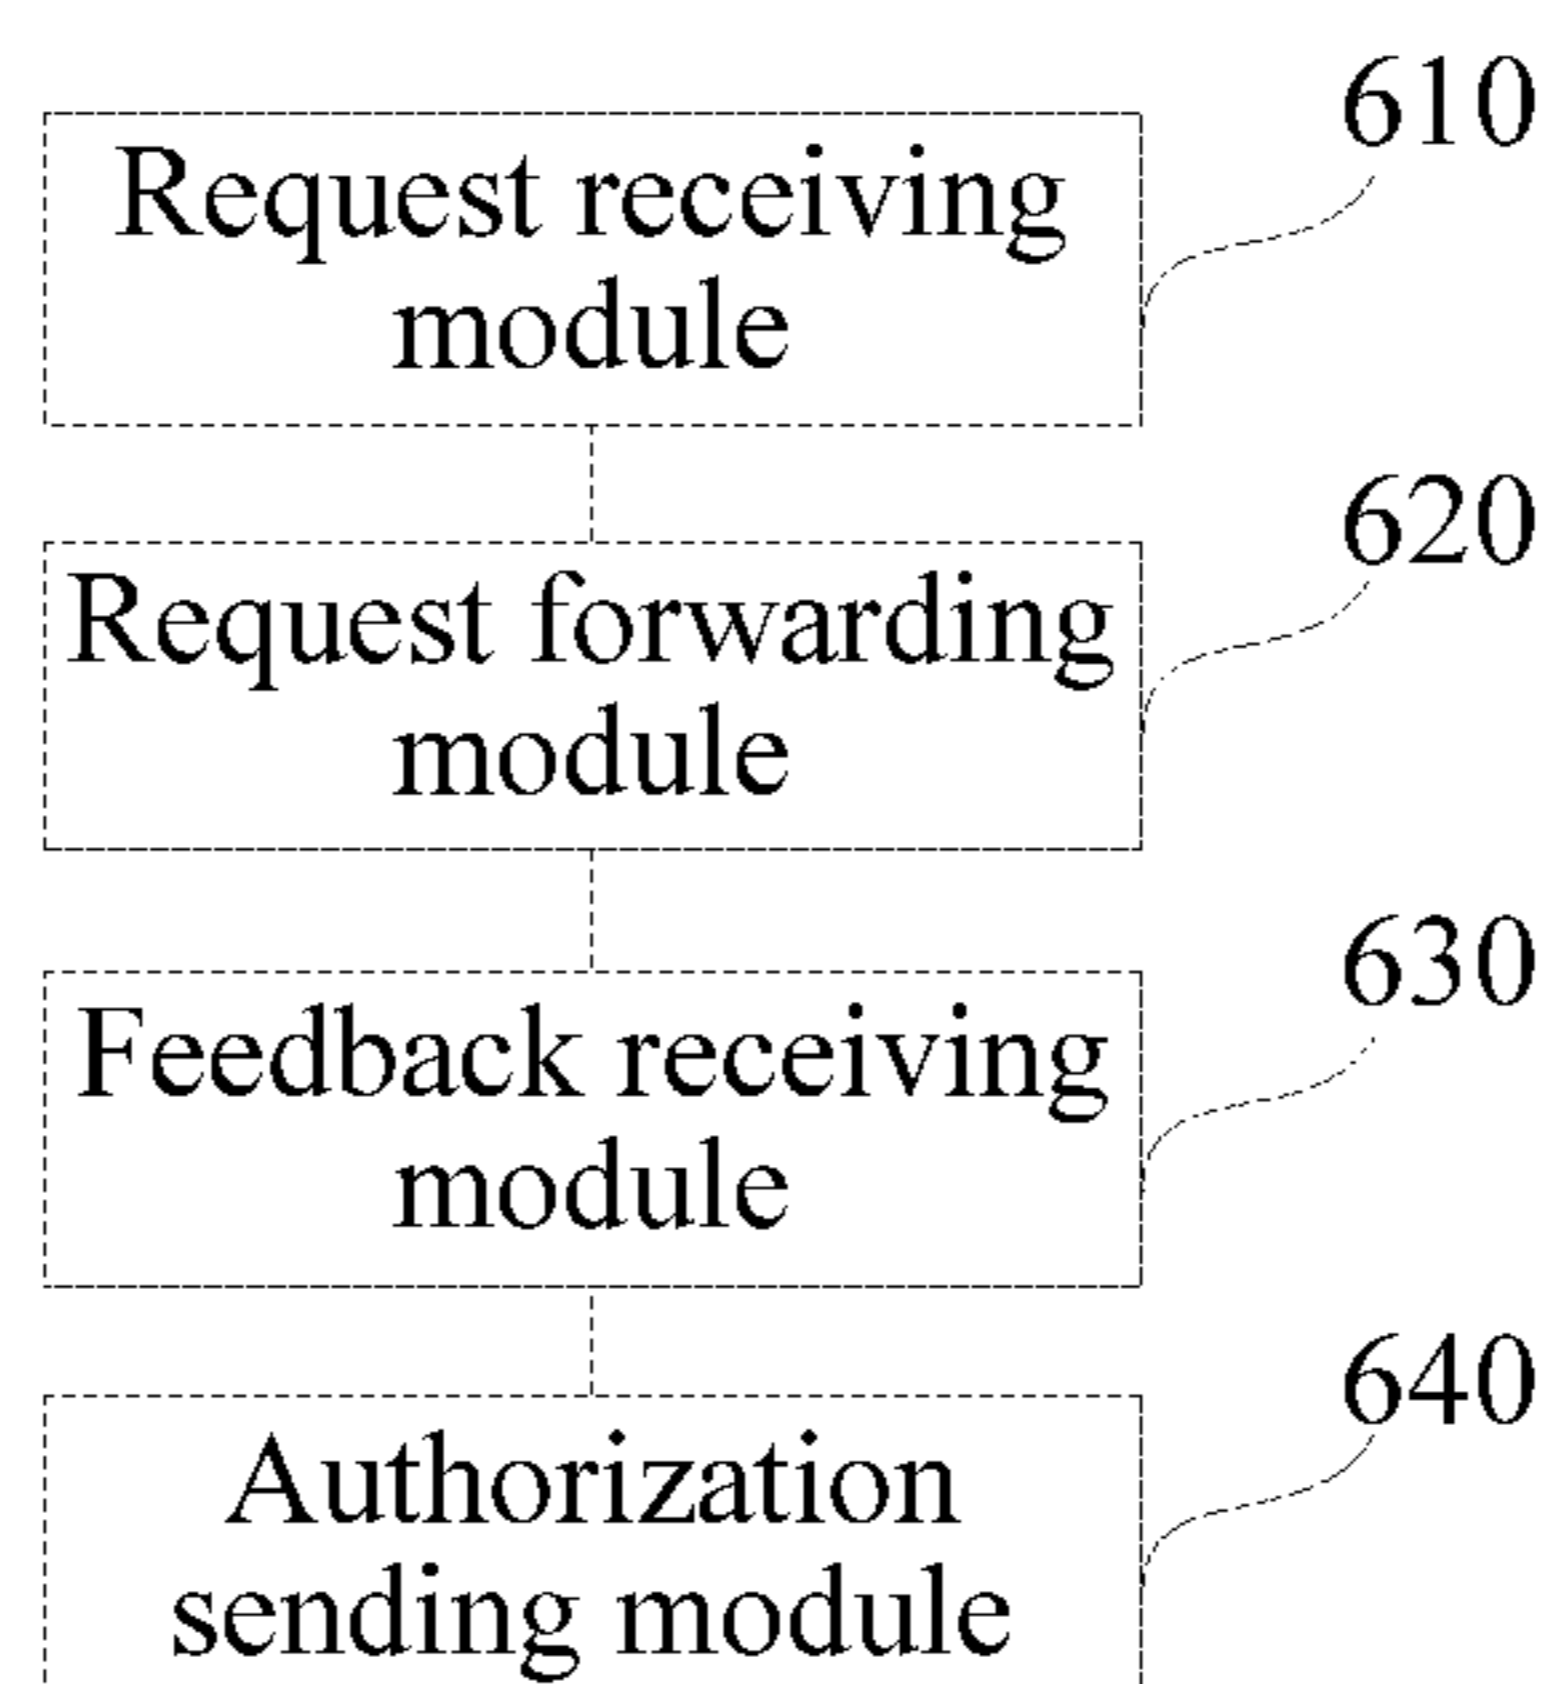 610
Request receiving
module
620
Request forwarding
module
630
Feedback receiving
module
640
Authorization
sending module